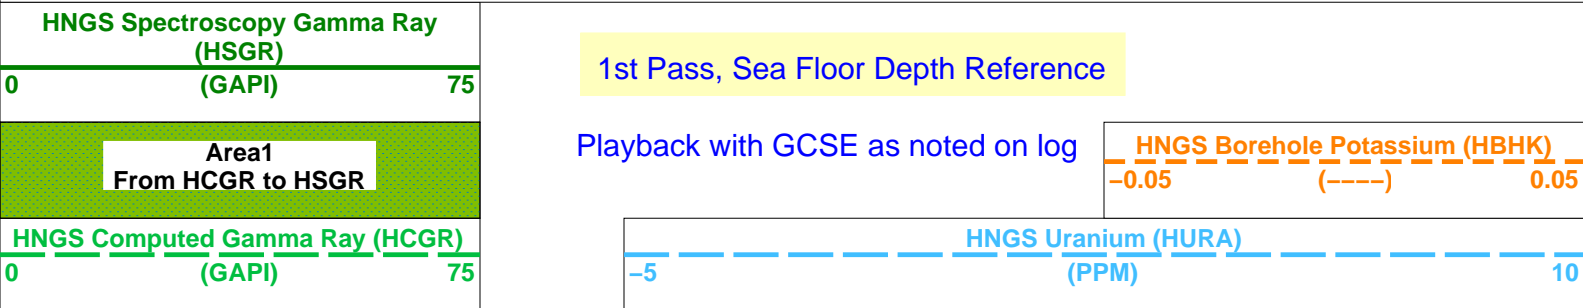 HNGS Spectroscopy Gamma Ray
(HSGR)
0 (GAPI) 75
1st Pass, Sea Floor Depth Reference
Area1
From HCGR to HSGR
Playback with GCSE as noted on log
HNGS Borehole Potassium (HBHK)
−0.05 (−−−−) 0.05
HNGS Computed Gamma Ray (HCGR)
0 (GAPI) 75
HNGS Uranium (HURA)
−5 (PPM) 10